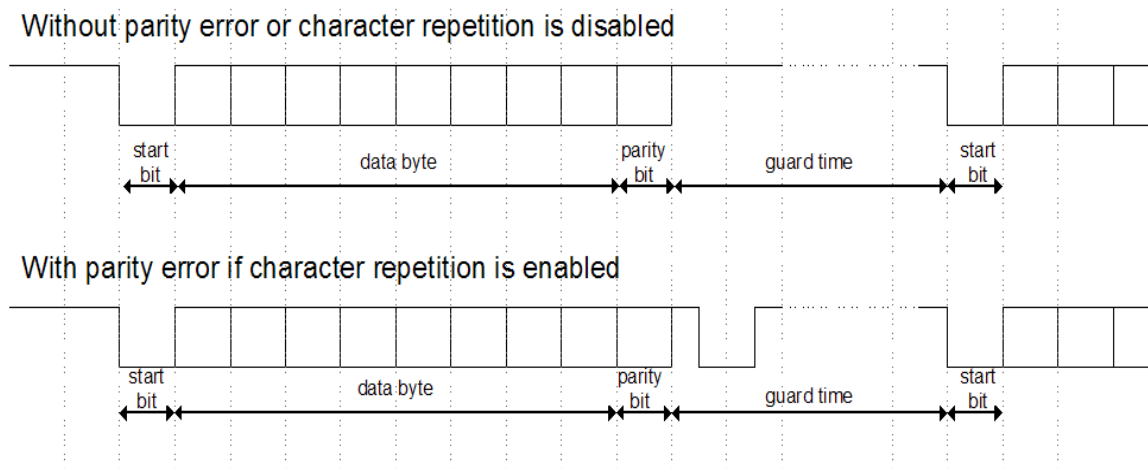 Without parity error or character repetition is disabled
start
bit
data byte
parity
bit
guard time
start
bit
With parity error if character repetition is enabled
start
bit
data byte
parity
bit
guard time
start
bit